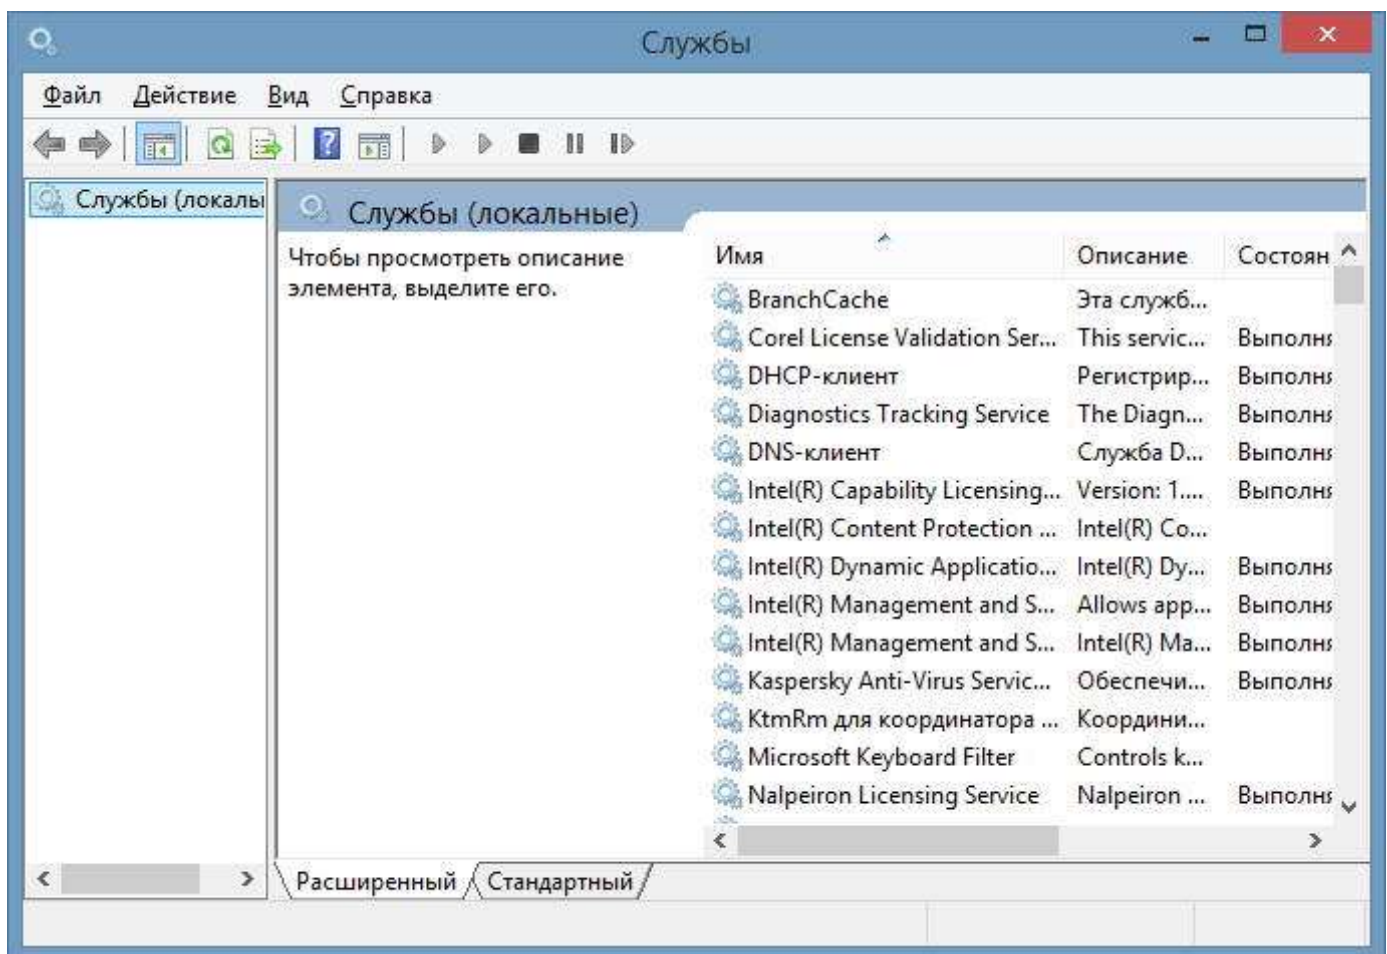 Службы
Файл Действие Вид Справка
Службы (локалы
Службы (локальные)
Чтобы просмотреть описание
элемента, выделите его.
Имя Описание Состоян
BranchCache Эта служб...
Corel License Validation Ser... This servic... Выполня
DHCP-клиент Регистрир... Выполня
Diagnostics Tracking Service The Diagn... Выполня
DNS-клиент Служба D... Выполня
Intel(R) Capability Licensing... Version: 1.... Выполня
Intel(R) Content Protection ... Intel(R) Co...
Intel(R) Dynamic Applicatio... Intel(R) Dy... Выполня
Intel(R) Management and S... Allows app... Выполня
Intel(R) Management and S... Intel(R) Ma... Выполня
Kaspersky Anti-Virus Servic... Обеспечи... Выполня
KtmRm для координатора ... Координи...
Microsoft Keyboard Filter Controls k...
Nalpeiron Licensing Service Nalpeiron ... Выполня
Расширенный Стандартный